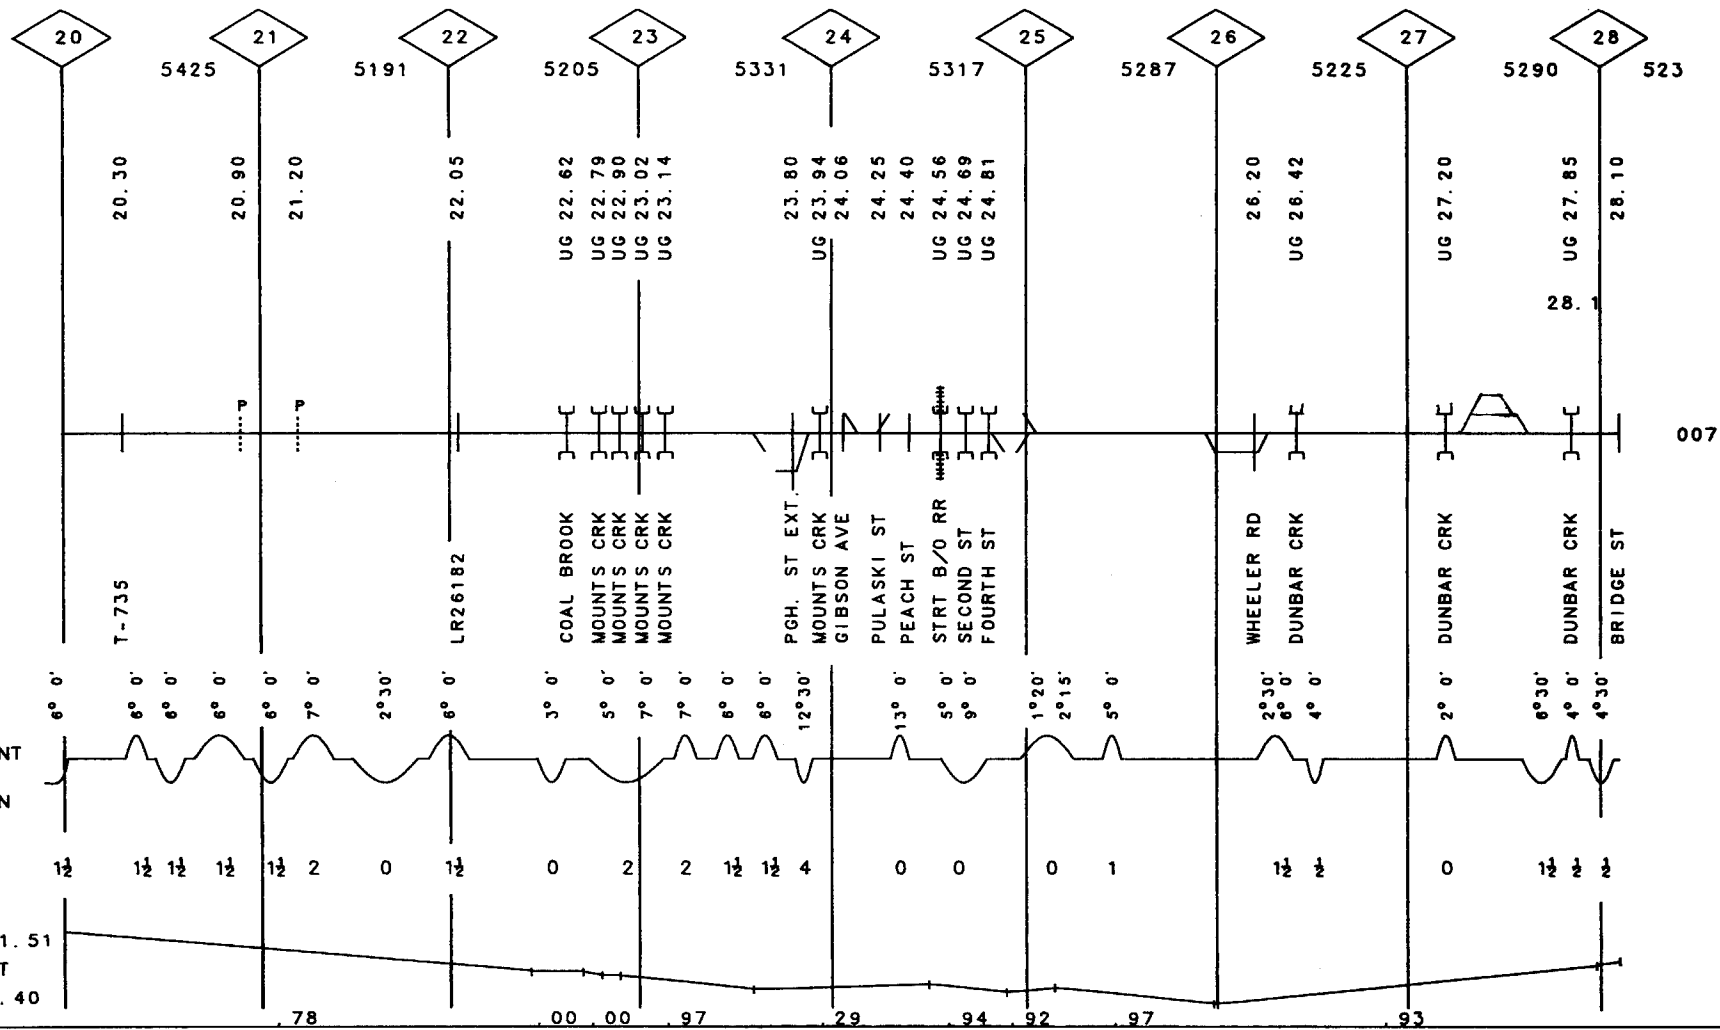 20 21 22 23 24 25 26 27 28
5425 5191 5205 5331 5317 5287 5225 5290 523
20.30
20.90
21.20
22.05
UG 22.62
UG 22.79
UG 22.90
UG 23.02
UG 23.14
23.80
UG 23.94
24.06
24.25
24.40
UG 24.56
UG 24.69
UG 24.81
26.20
UG 26.42
UG 27.20
UG 27.85
28.10
28.1
P P
007
T-735
LR26182
COAL BROOK
MOUNTS CRK
MOUNTS CRK
MOUNTS CRK
MOUNTS CRK
PGH. ST EXT.
MOUNTS CRK
GIBSON AVE
PULASKI ST
PEACH ST
STRT B/O RR
SECOND ST
FOURTH ST
WHEELER RD
DUNBAR CRK
DUNBAR CRK
DUNBAR CRK
BRIDGE ST
6° 0' 6° 0' 6° 0' 6° 0' 6° 0' 7° 0' 2°30' 6° 0' 3° 0' 5° 0' 7° 0' 7° 0' 6° 0' 6° 0' 12°30' 13° 0' 5° 0' 9° 0' 1°20' 2°15' 5° 0' 2°30' 6° 0' 4° 0' 2° 0' 6°30' 4° 0' 4°30'
NT
N
1½ 1½ 1½ 1½ 1½ 2 0 1½ 0 2 2 1½ 1½ 4 0 0 0 1 1½ ½ 0 1½ ½ ½
1.51
T
.40
.78 .00 .00 .97 .29 .94 .92 .97 .93